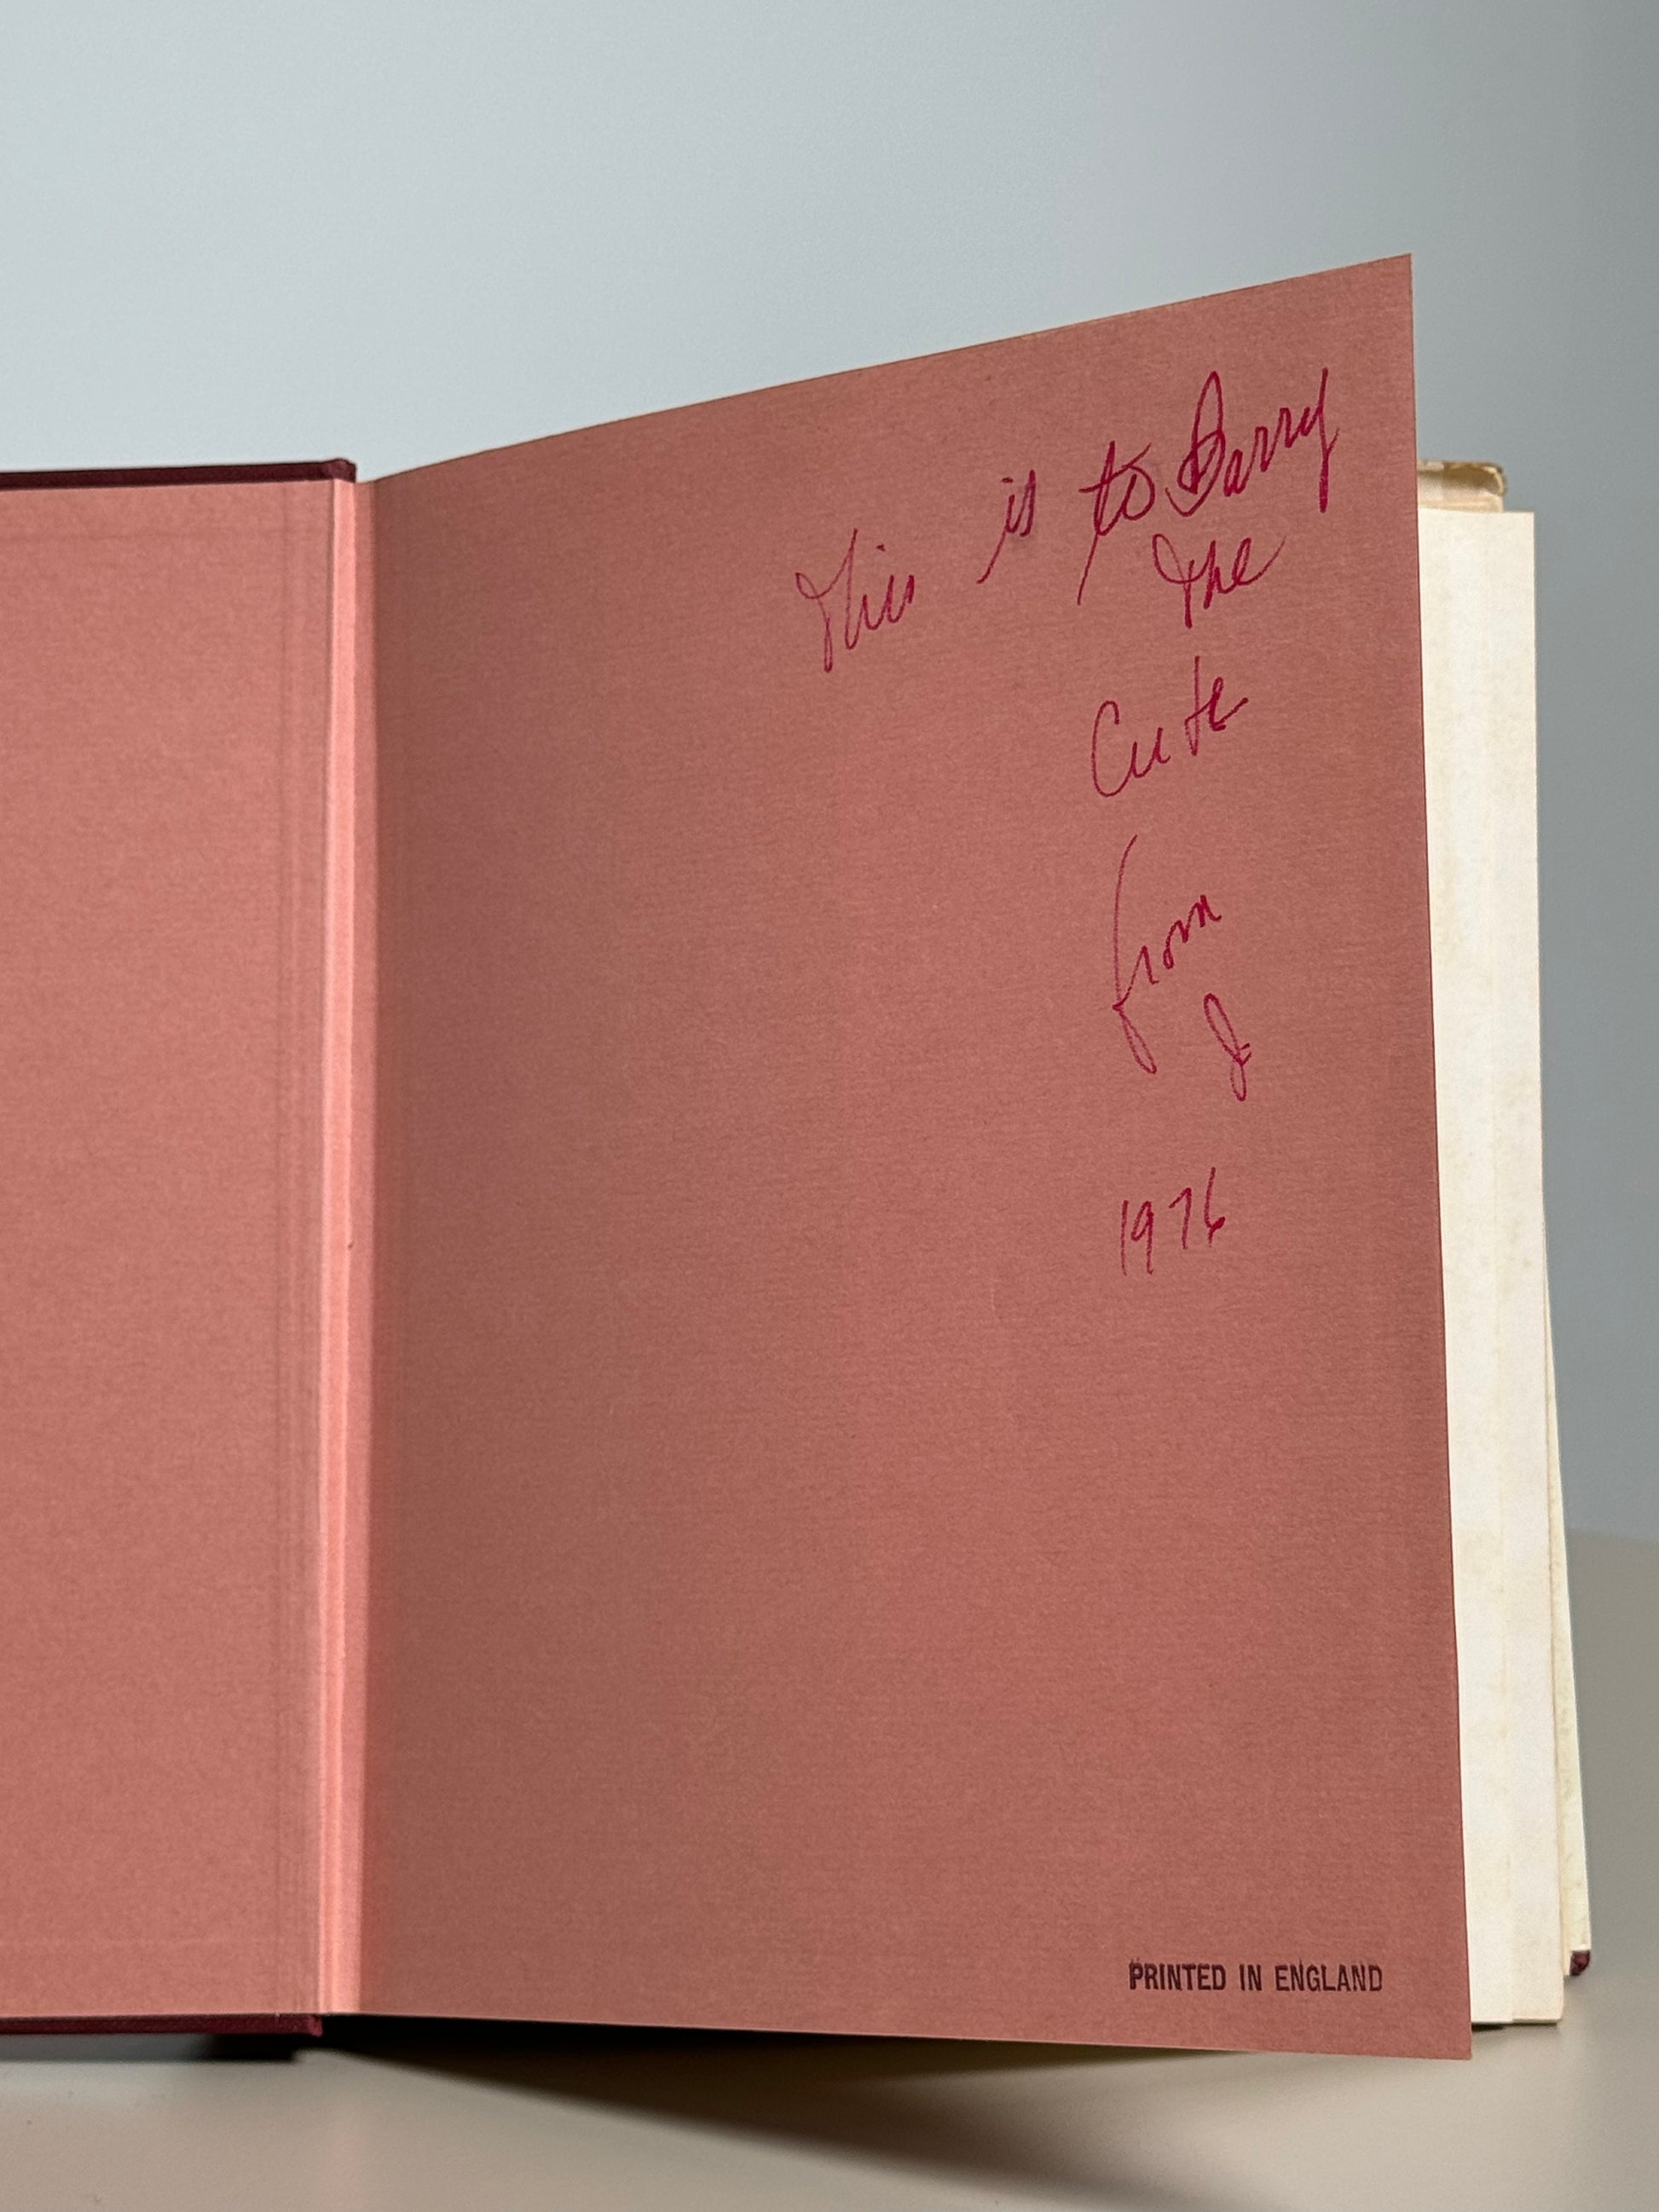 This is to Barry
the
Cute
from
J
1976
PRINTED IN ENGLAND